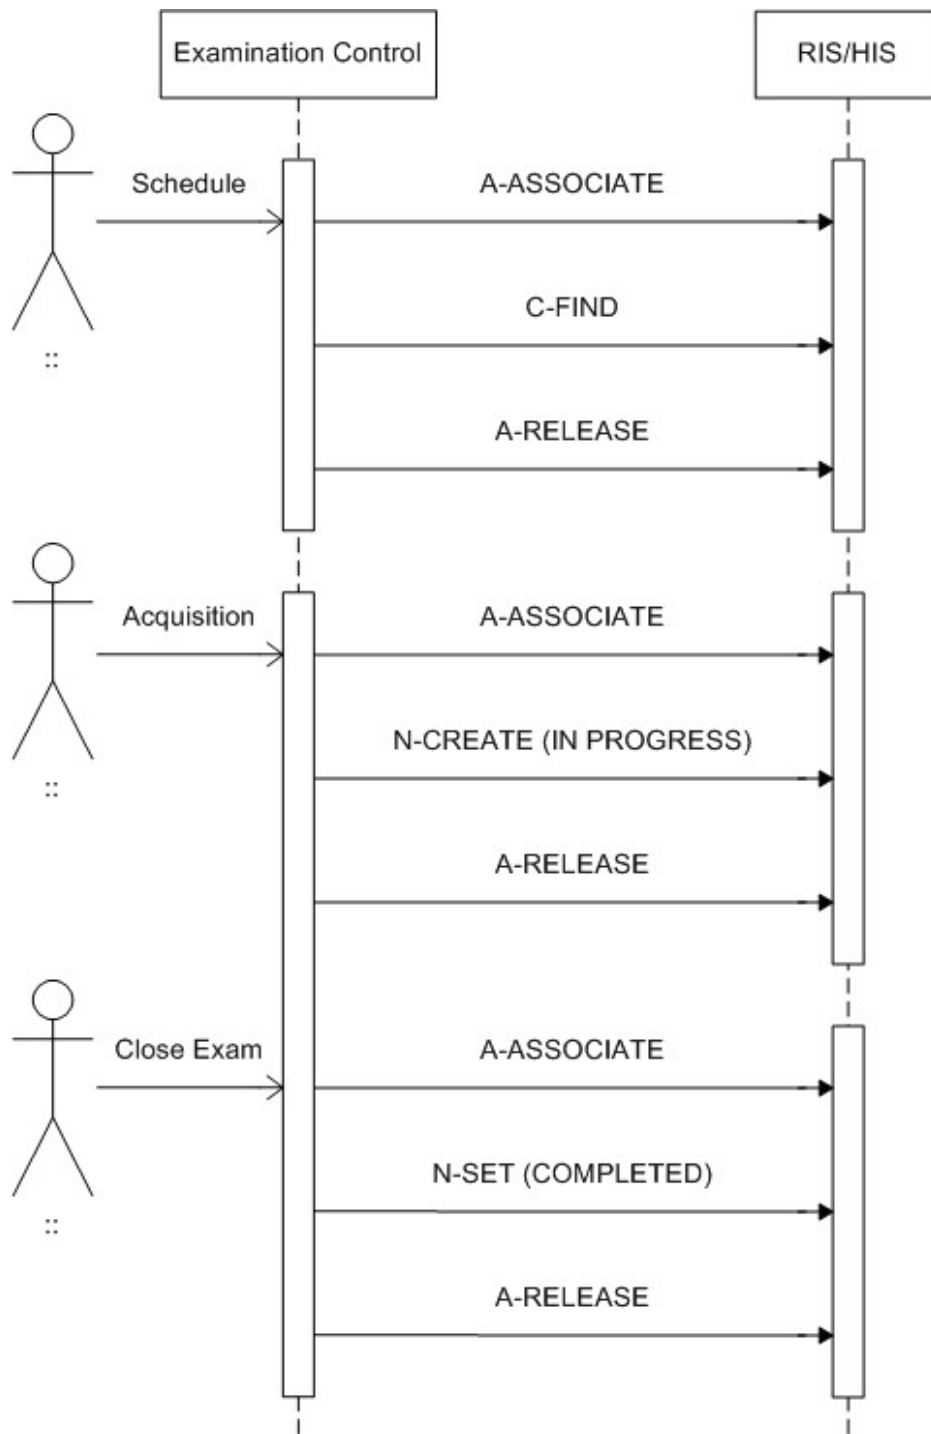 Examination Control
RIS/HIS
Schedule
A-ASSOCIATE
C-FIND
A-RELEASE
::
Acquisition
A-ASSOCIATE
N-CREATE (IN PROGRESS)
::
A-RELEASE
Close Exam
A-ASSOCIATE
N-SET (COMPLETED)
::
A-RELEASE